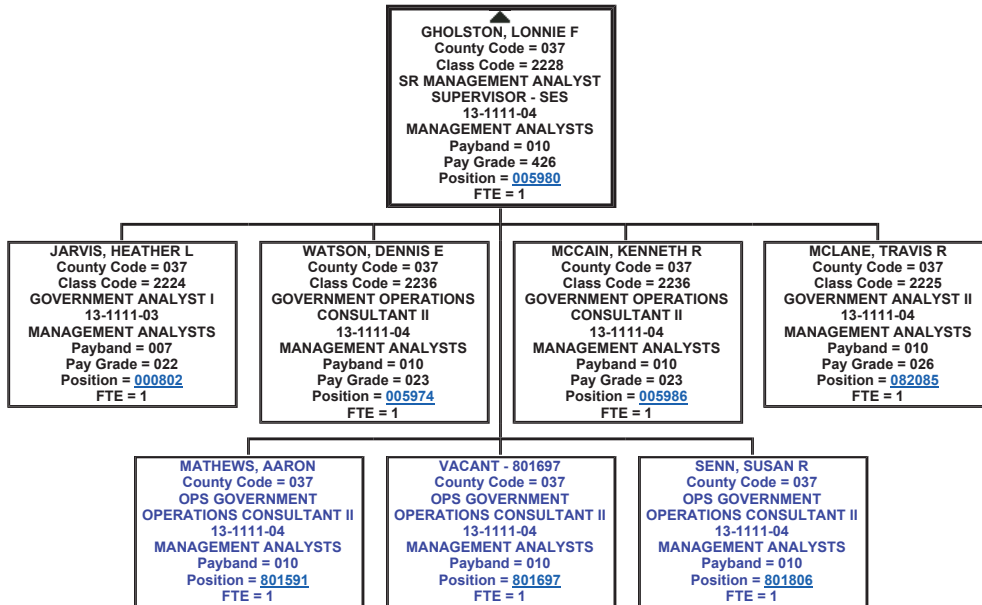 GHOLSTON, LONNIE F
County Code = 037
Class Code = 2228
SR MANAGEMENT ANALYST
SUPERVISOR - SES
13-1111-04
MANAGEMENT ANALYSTS
Payband = 010
Pay Grade = 426
Position = 005980
FTE = 1
JARVIS, HEATHER L
County Code = 037
Class Code = 2224
GOVERNMENT ANALYST I
13-1111-03
MANAGEMENT ANALYSTS
Payband = 007
Pay Grade = 022
Position = 000802
FTE = 1
WATSON, DENNIS E
County Code = 037
Class Code = 2236
GOVERNMENT OPERATIONS
CONSULTANT II
13-1111-04
MANAGEMENT ANALYSTS
Payband = 010
Pay Grade = 023
Position = 005974
FTE = 1
MCCAIN, KENNETH R
County Code = 037
Class Code = 2236
GOVERNMENT OPERATIONS
CONSULTANT II
13-1111-04
MANAGEMENT ANALYSTS
Payband = 010
Pay Grade = 023
Position = 005986
FTE = 1
MCLANE, TRAVIS R
County Code = 037
Class Code = 2225
GOVERNMENT ANALYST II
13-1111-04
MANAGEMENT ANALYSTS
Payband = 010
Pay Grade = 026
Position = 082085
FTE = 1
MATHEWS, AARON
County Code = 037
OPS GOVERNMENT
OPERATIONS CONSULTANT II
13-1111-04
MANAGEMENT ANALYSTS
Payband = 010
Position = 801591
FTE = 1
VACANT - 801697
County Code = 037
OPS GOVERNMENT
OPERATIONS CONSULTANT II
13-1111-04
MANAGEMENT ANALYSTS
Payband = 010
Position = 801697
FTE = 1
SENN, SUSAN R
County Code = 037
OPS GOVERNMENT
OPERATIONS CONSULTANT II
13-1111-04
MANAGEMENT ANALYSTS
Payband = 010
Position = 801806
FTE = 1